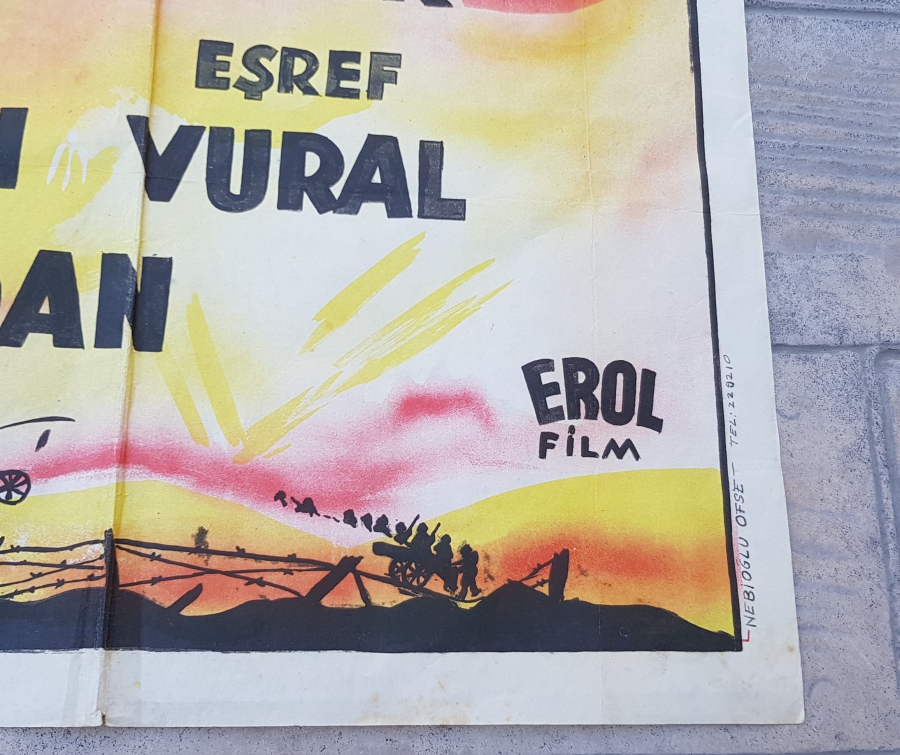 EŞREF
VURAL
DAN
EROL
FİLM
NEBİOĞLU OFSET — TEL: 228210